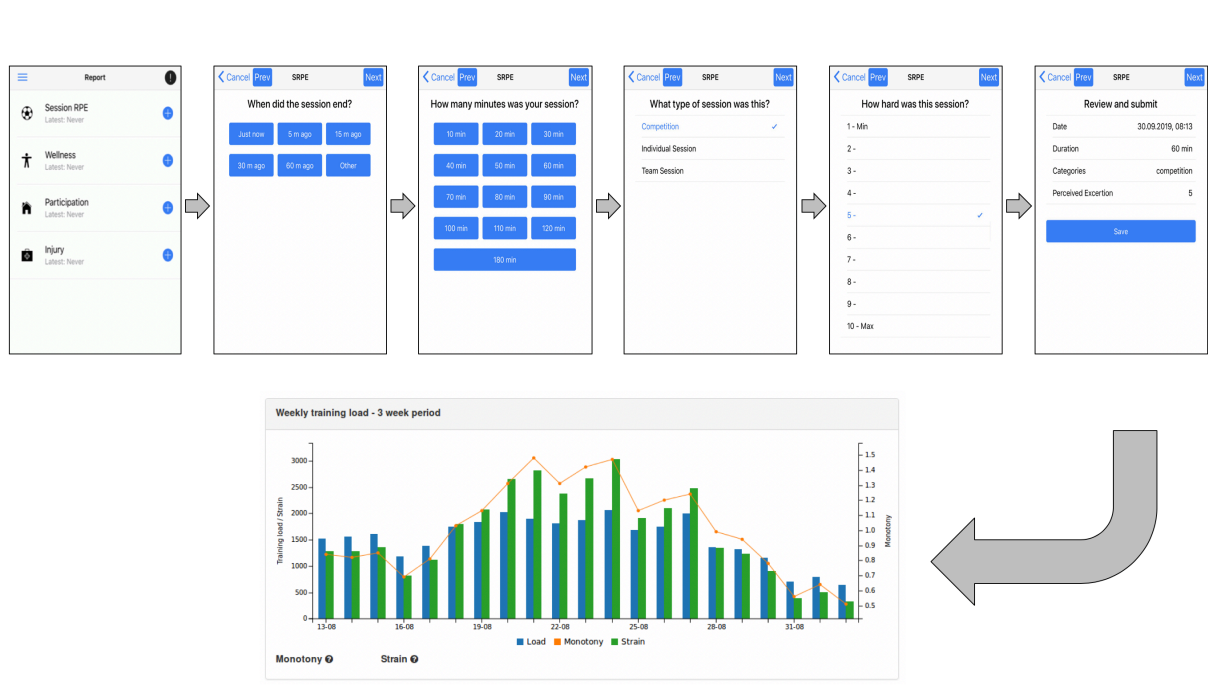 Report
!
Session RPE
Latest: Never
Wellness
Latest: Never
Participation
Latest: Never
Injury
Latest: Never
Cancel Prev SRPE Next
When did the session end?
Just now 5 m ago 15 m ago
30 m ago 60 m ago Other
Cancel Prev SRPE Next
How many minutes was your session?
10 min 20 min 30 min
40 min 50 min 60 min
70 min 80 min 90 min
100 min 110 min 120 min
180 min
Cancel Prev SRPE Next
What type of session was this?
Competition
Individual Session
Team Session
Cancel Prev SRPE Next
How hard was this session?
1 - Min
2 -
3 -
4 -
5 -
6 -
7 -
8 -
9 -
10 - Max
Cancel Prev SRPE Next
Review and submit
Date 30.09.2019, 08:13
Duration 60 min
Categories competition
Perceived Excertion 5
Save
Weekly training load - 3 week period
Training load / Strain
3000
2500
2000
1500
1000
500
0
1.5
1.4
1.3
1.2
1.1
1.0
0.9
0.8
0.7
0.6
0.5
Monotony
13-08 16-08 19-08 22-08 25-08 28-08 31-08
Load Monotony Strain
Monotony ? Strain ?